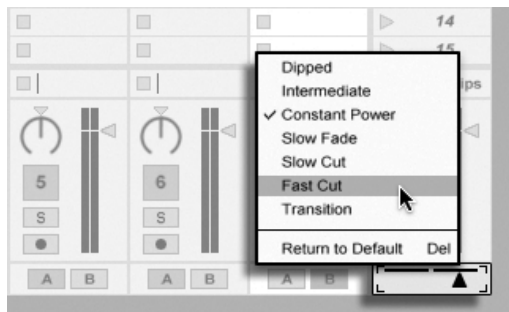 14
15
Dipped
Intermediate
✓ Constant Power
Slow Fade
Slow Cut
Fast Cut
Transition
Return to Default Del
ips
5
6
S
S
A B
A B
A B